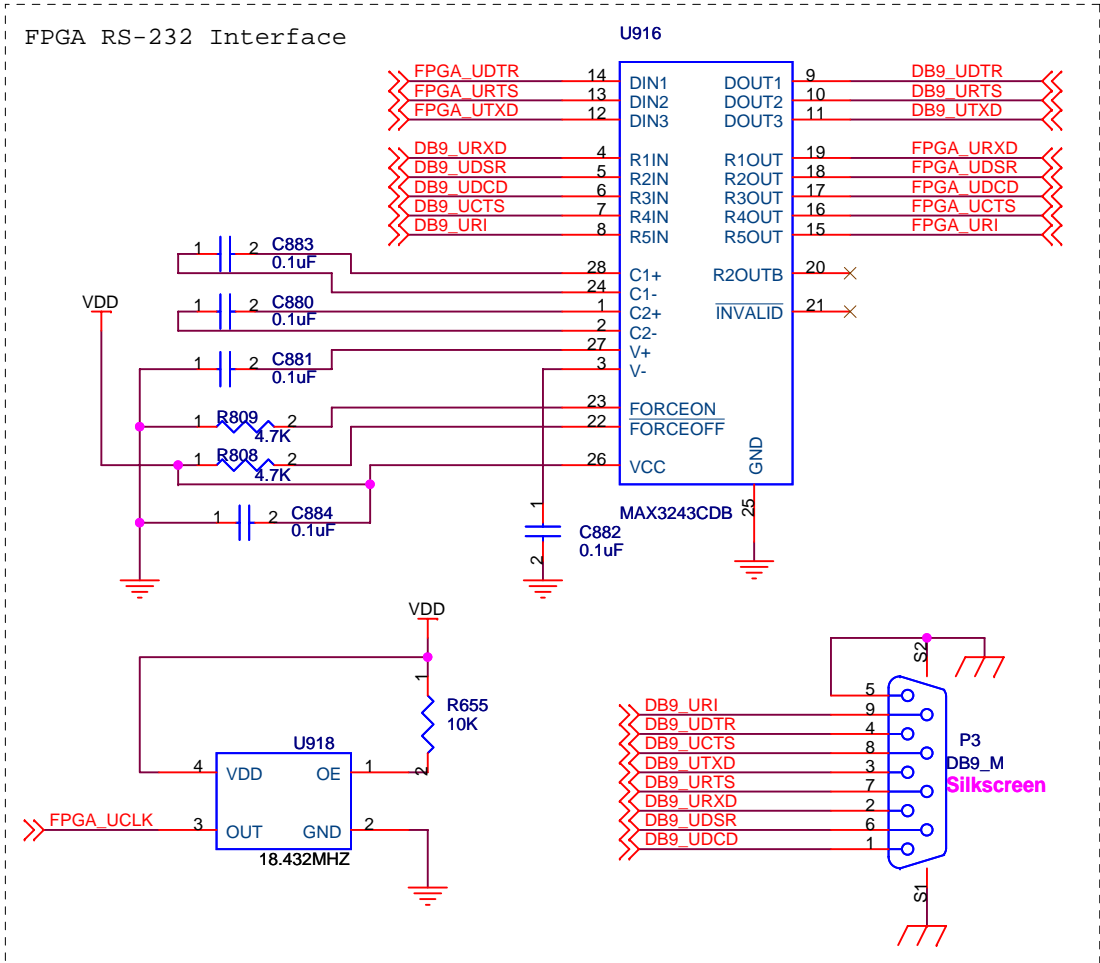 FPGA RS-232 Interface
U916
FPGA_UDTR 14 DIN1 DOUT1 9 DB9_UDTR
FPGA_URTS 13 DIN2 DOUT2 10 DB9_URTS
FPGA_UTXD 12 DIN3 DOUT3 11 DB9_UTXD
DB9_URXD 4 R1IN R1OUT 19 FPGA_URXD
DB9_UDSR 5 R2IN R2OUT 18 FPGA_UDSR
DB9_UDCD 6 R3IN R3OUT 17 FPGA_UDCD
DB9_UCTS 7 R4IN R4OUT 16 FPGA_UCTS
DB9_URI 8 R5IN R5OUT 15 FPGA_URI
1 2 C883
0.1uF
28 C1+ R2OUTB 20
24 C1-
VDD
1 2 C880
0.1uF
1 C2+ INVALID 21
2 C2-
27 V+
1 2 C881
0.1uF
3 V-
R809
1 2
4.7K
23 FORCEON
22 FORCEOFF
R808
1 2
4.7K
26 VCC
GND
25
1 2 C884
0.1uF
MAX3243CDB
1
C882
0.1uF
2
VDD
1
R655
10K
2
U918
4 VDD OE 1
FPGA_UCLK 3 OUT GND 2
18.432MHZ
S2
5
DB9_URI 9
DB9_UDTR 4
DB9_UCTS 8
DB9_UTXD 3
DB9_URTS 7
DB9_URXD 2
DB9_UDSR 6
DB9_UDCD 1
P3
DB9_M
Silkscreen
S1